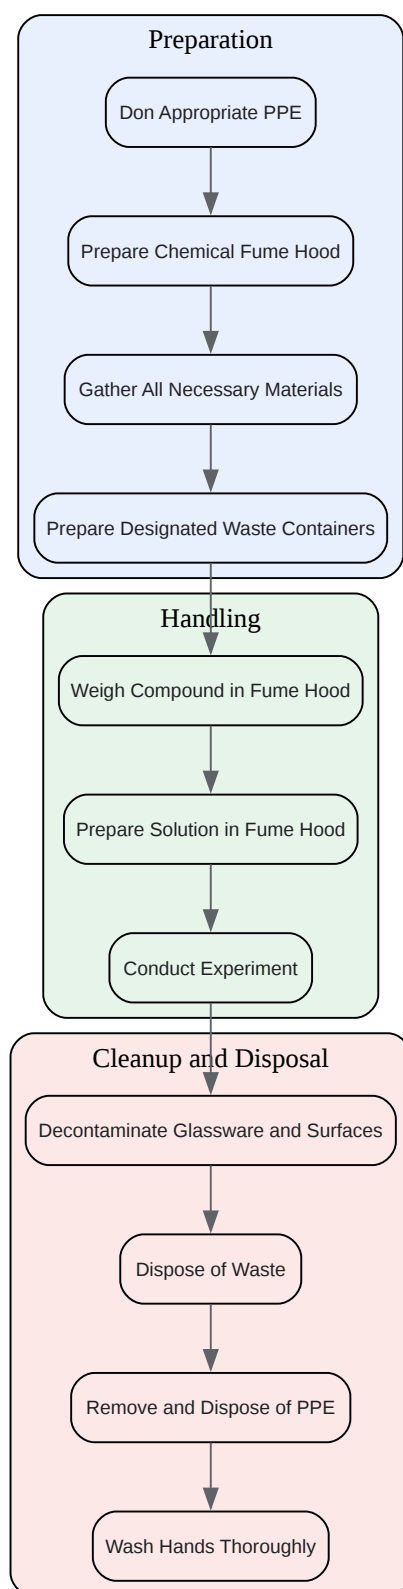 Preparation
Don Appropriate PPE
Prepare Chemical Fume Hood
Gather All Necessary Materials
Prepare Designated Waste Containers
Handling
Weigh Compound in Fume Hood
Prepare Solution in Fume Hood
Conduct Experiment
Cleanup and Disposal
Decontaminate Glassware and Surfaces
Dispose of Waste
Remove and Dispose of PPE
Wash Hands Thoroughly